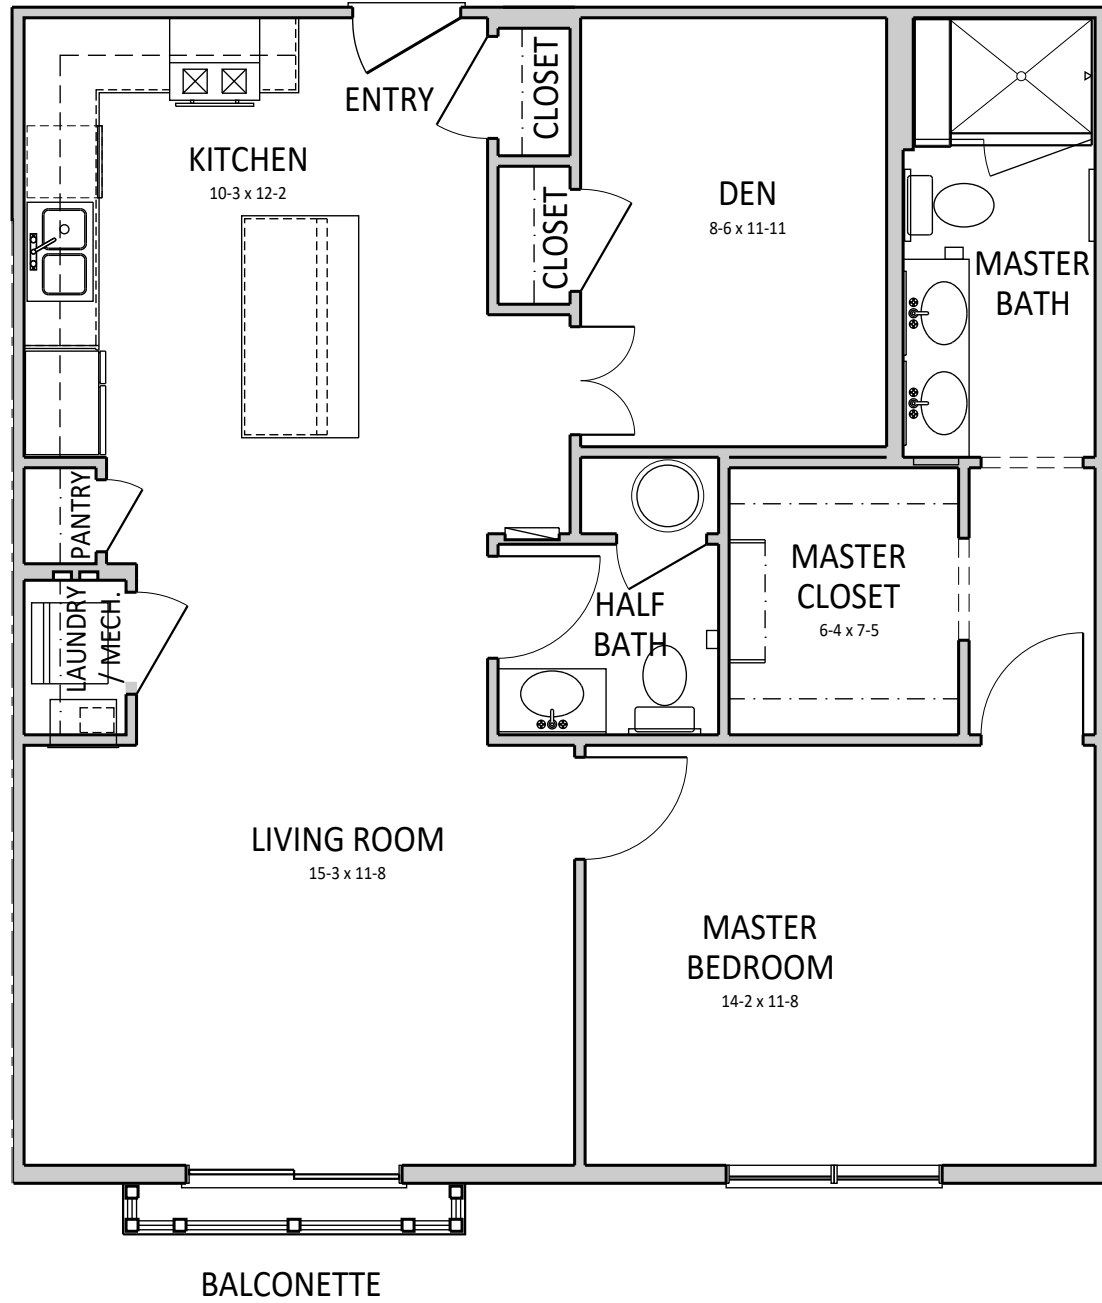 ENTRY
CLOSET
KITCHEN
10-3 x 12-2
CLOSET
DEN
8-6 x 11-11
MASTER
BATH
PANTRY
LAUNDRY
/ MECH.
HALF
BATH
MASTER
CLOSET
6-4 x 7-5
LIVING ROOM
15-3 x 11-8
MASTER
BEDROOM
14-2 x 11-8
BALCONETTE